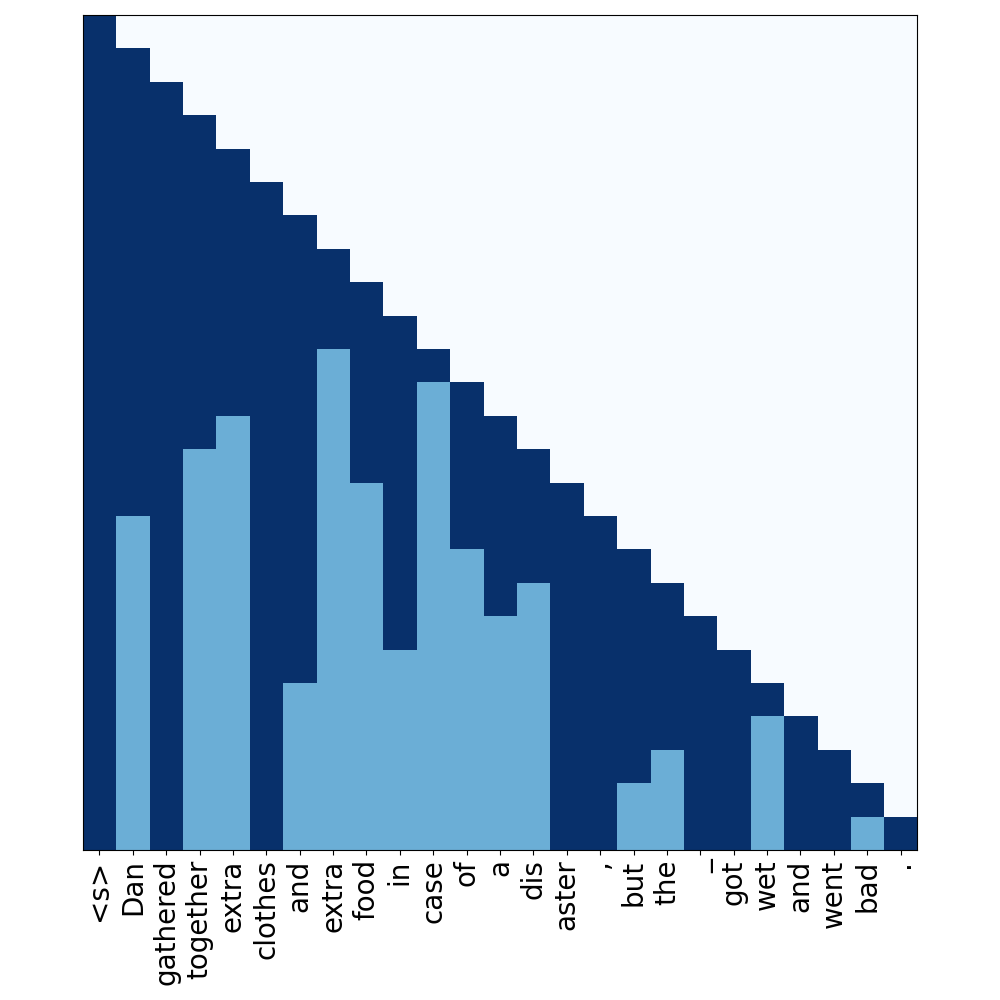 <s> Dan gathered together extra clothes and extra food in case of a dis aster , but the _ got wet and went bad .